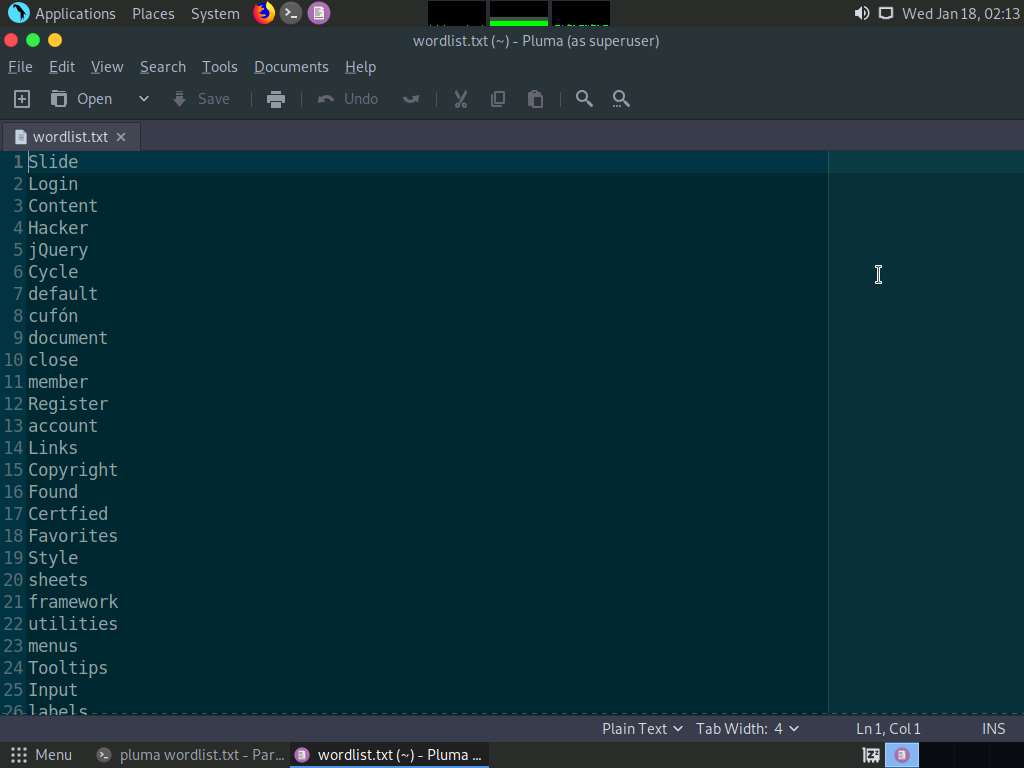 Applications Places System Wed Jan 18, 02:13
wordlist.txt (~) - Pluma (as superuser)
File Edit View Search Tools Documents Help
Open Save Undo
wordlist.txt
1 Slide
2 Login
3 Content
4 Hacker
5 jQuery
6 Cycle
7 default
8 cufón
9 document
10 close
11 member
12 Register
13 account
14 Links
15 Copyright
16 Found
17 Certfied
18 Favorites
19 Style
20 sheets
21 framework
22 utilities
23 menus
24 Tooltips
25 Input
26 labels
Plain Text Tab Width: 4 Ln 1, Col 1 INS
Menu pluma wordlist.txt - Par... wordlist.txt (~) - Pluma ...